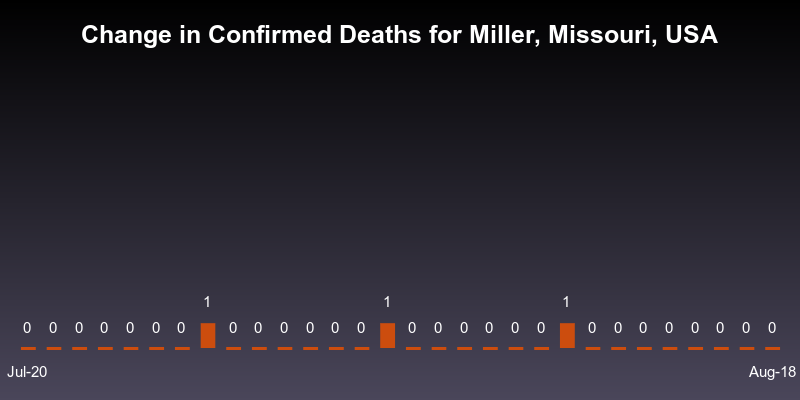 Change in Confirmed Deaths for Miller, Missouri, USA
1 1 1
0 0 0 0 0 0 0 0 0 0 0 0 0 0 0 0 0 0 0 0 0 0 0 0 0 0 0
Jul-20 Aug-18